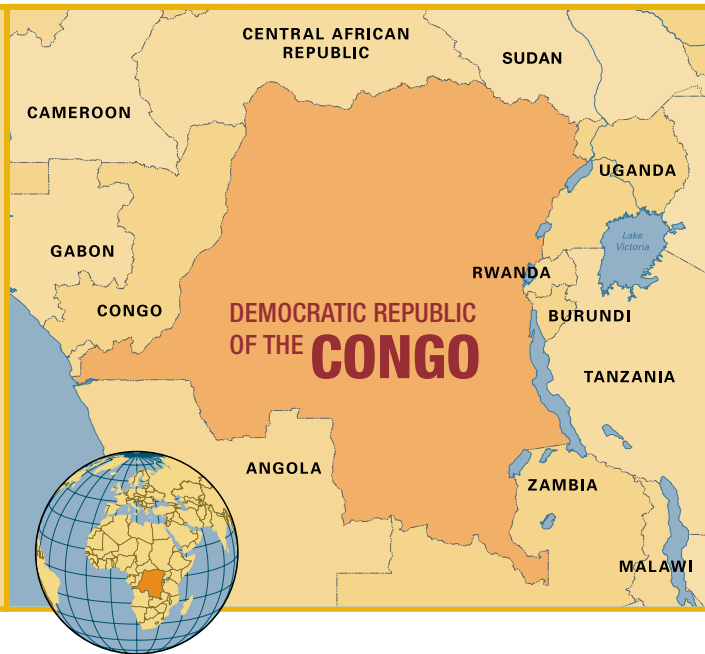 CENTRAL AFRICAN
REPUBLIC
SUDAN
CAMEROON
UGANDA
Lake
Victoria
GABON
RWANDA
CONGO
DEMOCRATIC REPUBLIC
OF THE CONGO
BURUNDI
TANZANIA
ANGOLA
ZAMBIA
MALAWI